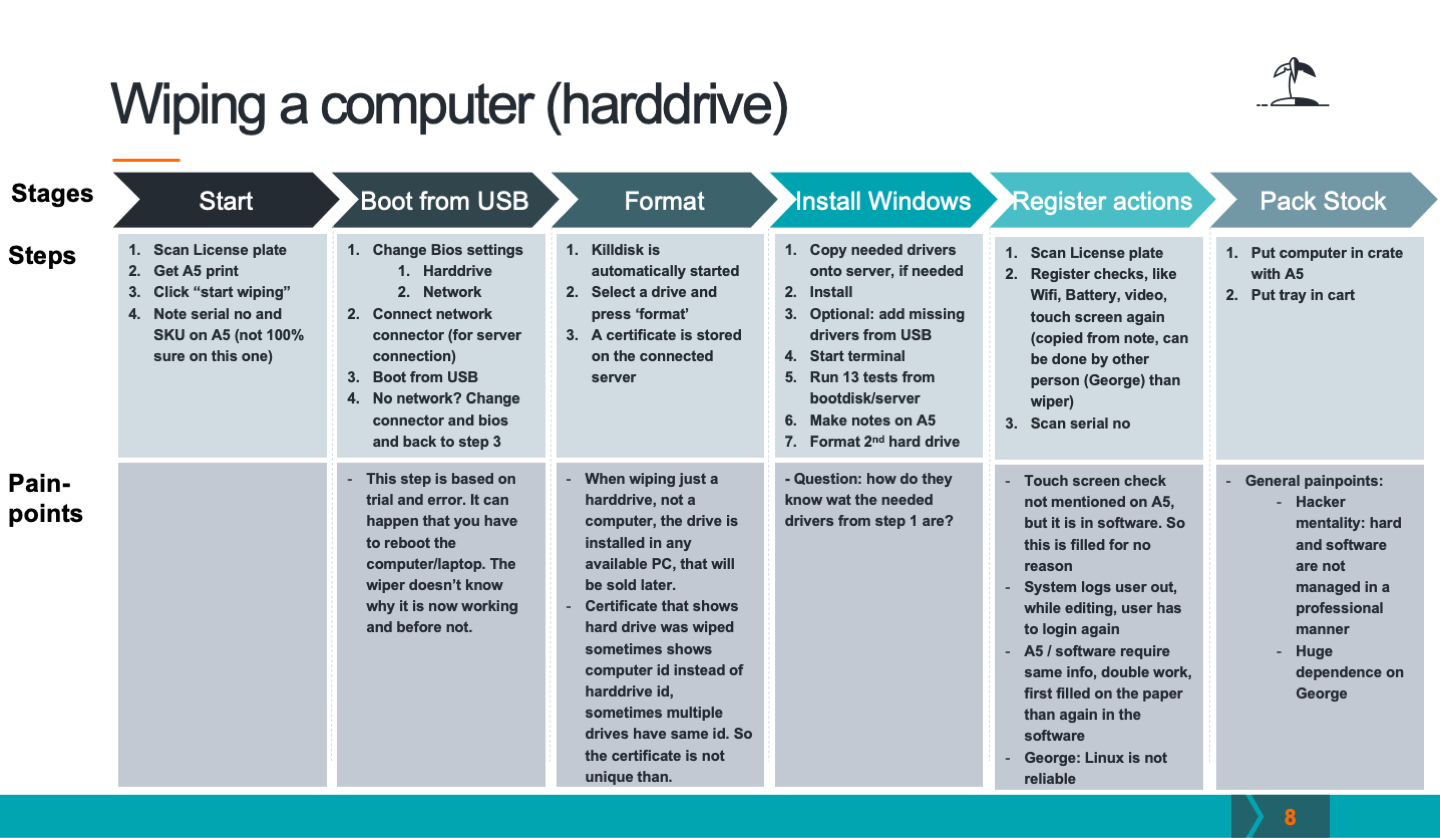 Wiping a computer (harddrive)
Stages
Start
Boot from USB
Format
Install Windows
Register actions
Pack Stock
Steps
1. Scan License plate
2. Get A5 print
3. Click “start wiping”
4. Note serial no and
SKU on A5 (not 100%
sure on this one)
1. Change Bios settings
1. Harddrive
2. Network
2. Connect network
connector (for server
connection)
3. Boot from USB
4. No network? Change
connector and bios
and back to step 3
1. Killdisk is
automatically started
2. Select a drive and
press ‘format’
3. A certificate is stored
on the connected
server
1. Copy needed drivers
onto server, if needed
2. Install
3. Optional: add missing
drivers from USB
4. Start terminal
5. Run 13 tests from
bootdisk/server
6. Make notes on A5
7. Format 2nd hard drive
1. Scan License plate
2. Register checks, like
Wifi, Battery, video,
touch screen again
(copied from note, can
be done by other
person (George) than
wiper)
3. Scan serial no
1. Put computer in crate
with A5
2. Put tray in cart
Pain-
points
- This step is based on
trial and error. It can
happen that you have
to reboot the
computer/laptop. The
wiper doesn’t know
why it is now working
and before not.
- When wiping just a
harddrive, not a
computer, the drive is
installed in any
available PC, that will
be sold later.
- Certificate that shows
hard drive was wiped
sometimes shows
computer id instead of
harddrive id,
sometimes multiple
drives have same id. So
the certificate is not
unique than.
- Question: how do they
know wat the needed
drivers from step 1 are?
- Touch screen check
not mentioned on A5,
but it is in software. So
this is filled for no
reason
- System logs user out,
while editing, user has
to login again
- A5 / software require
same info, double work,
first filled on the paper
than again in the
software
- George: Linux is not
reliable
- General painpoints:
- Hacker
mentality: hard
and software
are not
managed in a
professional
manner
- Huge
dependence on
George
8